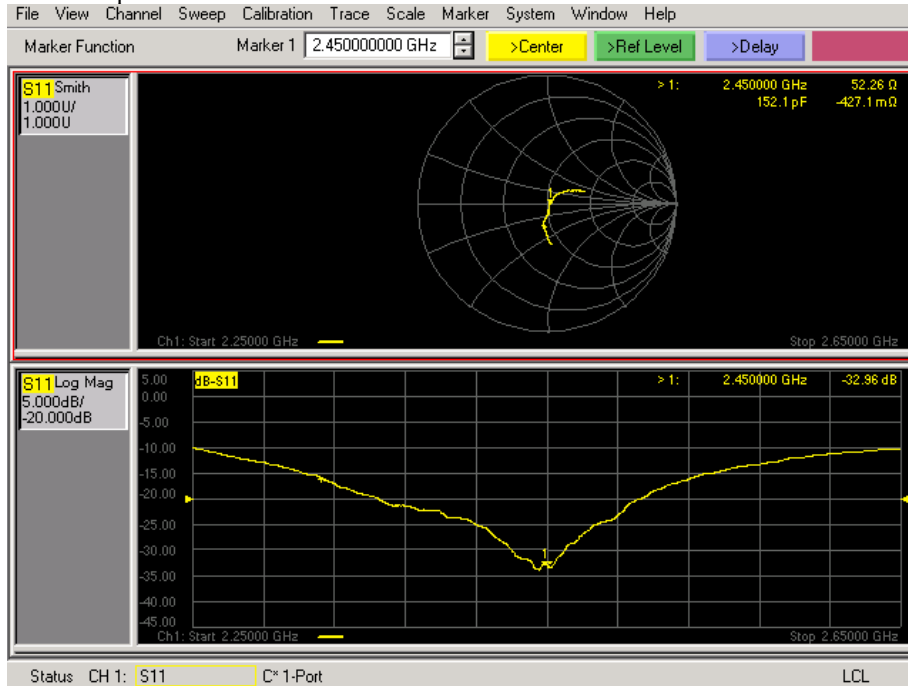 File View Channel Sweep Calibration Trace Scale Marker System Window Help
Marker Function Marker 1 2.450000000 GHz >Center >Ref Level >Delay
S11 Smith
1.000U/
1.000U
> 1: 2.450000 GHz 52.26 Ω
152.1 pF -427.1 mΩ
1
Ch1: Start 2.25000 GHz Stop 2.65000 GHz
S11 Log Mag
5.000dB/
-20.000dB
5.00 dB-S11 > 1: 2.450000 GHz -32.96 dB
0.00
-5.00
-10.00
-15.00
-20.00
-25.00
-30.00
1
-35.00
-40.00
-45.00
Ch1: Start 2.25000 GHz Stop 2.65000 GHz
Status CH 1: S11 C* 1-Port LCL